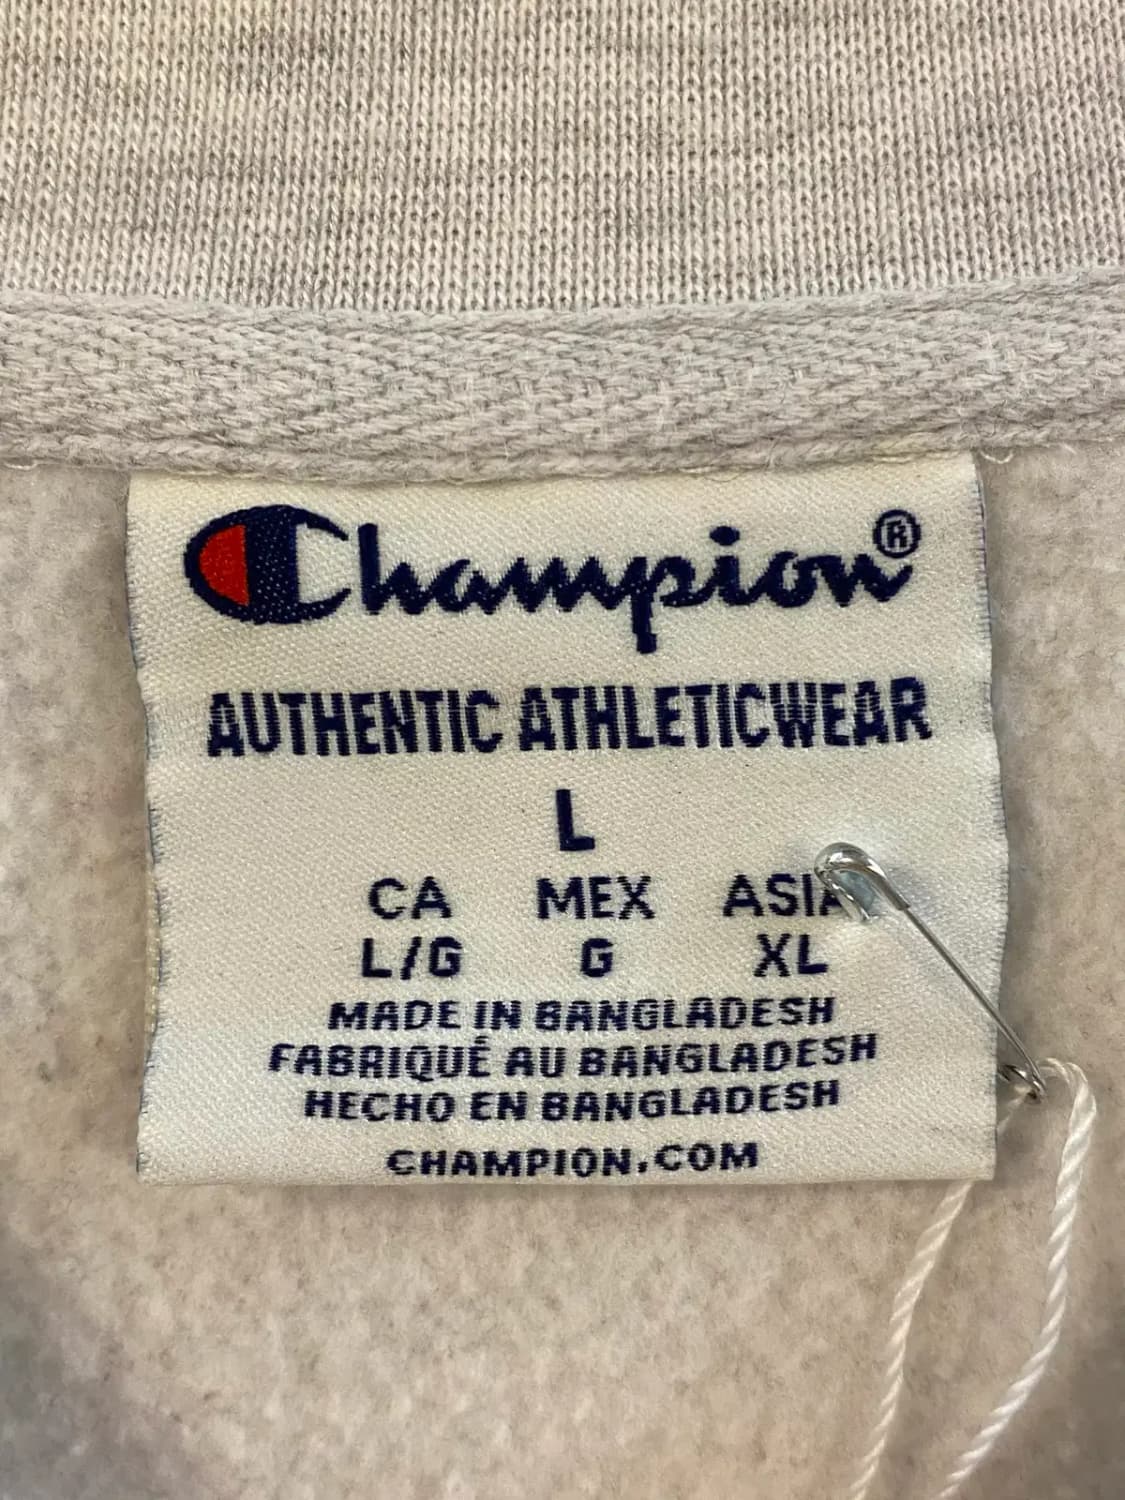 Champion®
AUTHENTIC ATHLETICWEAR
L
CA MEX ASIA
L/G G XL
MADE IN BANGLADESH
FABRIQUÉ AU BANGLADESH
HECHO EN BANGLADESH
CHAMPION.COM